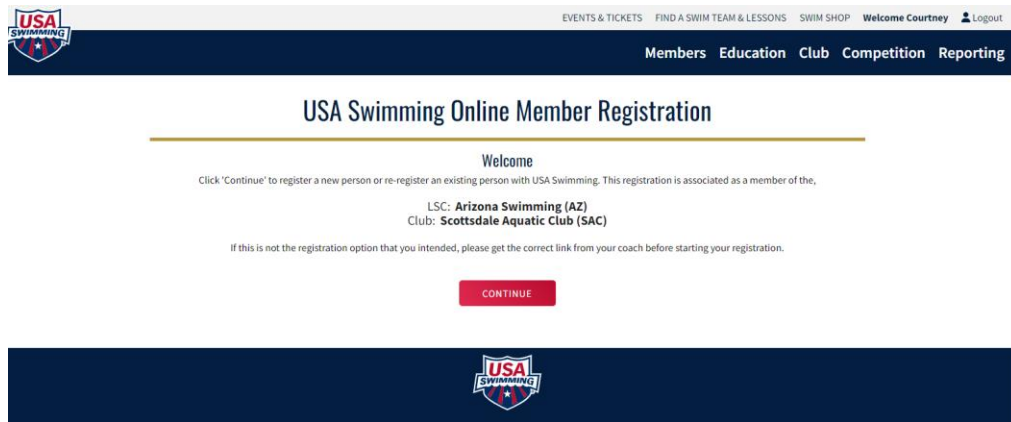 USA
SWIMMING
EVENTS & TICKETS FIND A SWIM TEAM & LESSONS SWIM SHOP Welcome Courtney Logout
Members Education Club Competition Reporting
USA Swimming Online Member Registration
Welcome
Click 'Continue' to register a new person or re-register an existing person with USA Swimming. This registration is associated as a member of the,
LSC: Arizona Swimming (AZ)
Club: Scottsdale Aquatic Club (SAC)
If this is not the registration option that you intended, please get the correct link from your coach before starting your registration.
CONTINUE
USA
SWIMMING